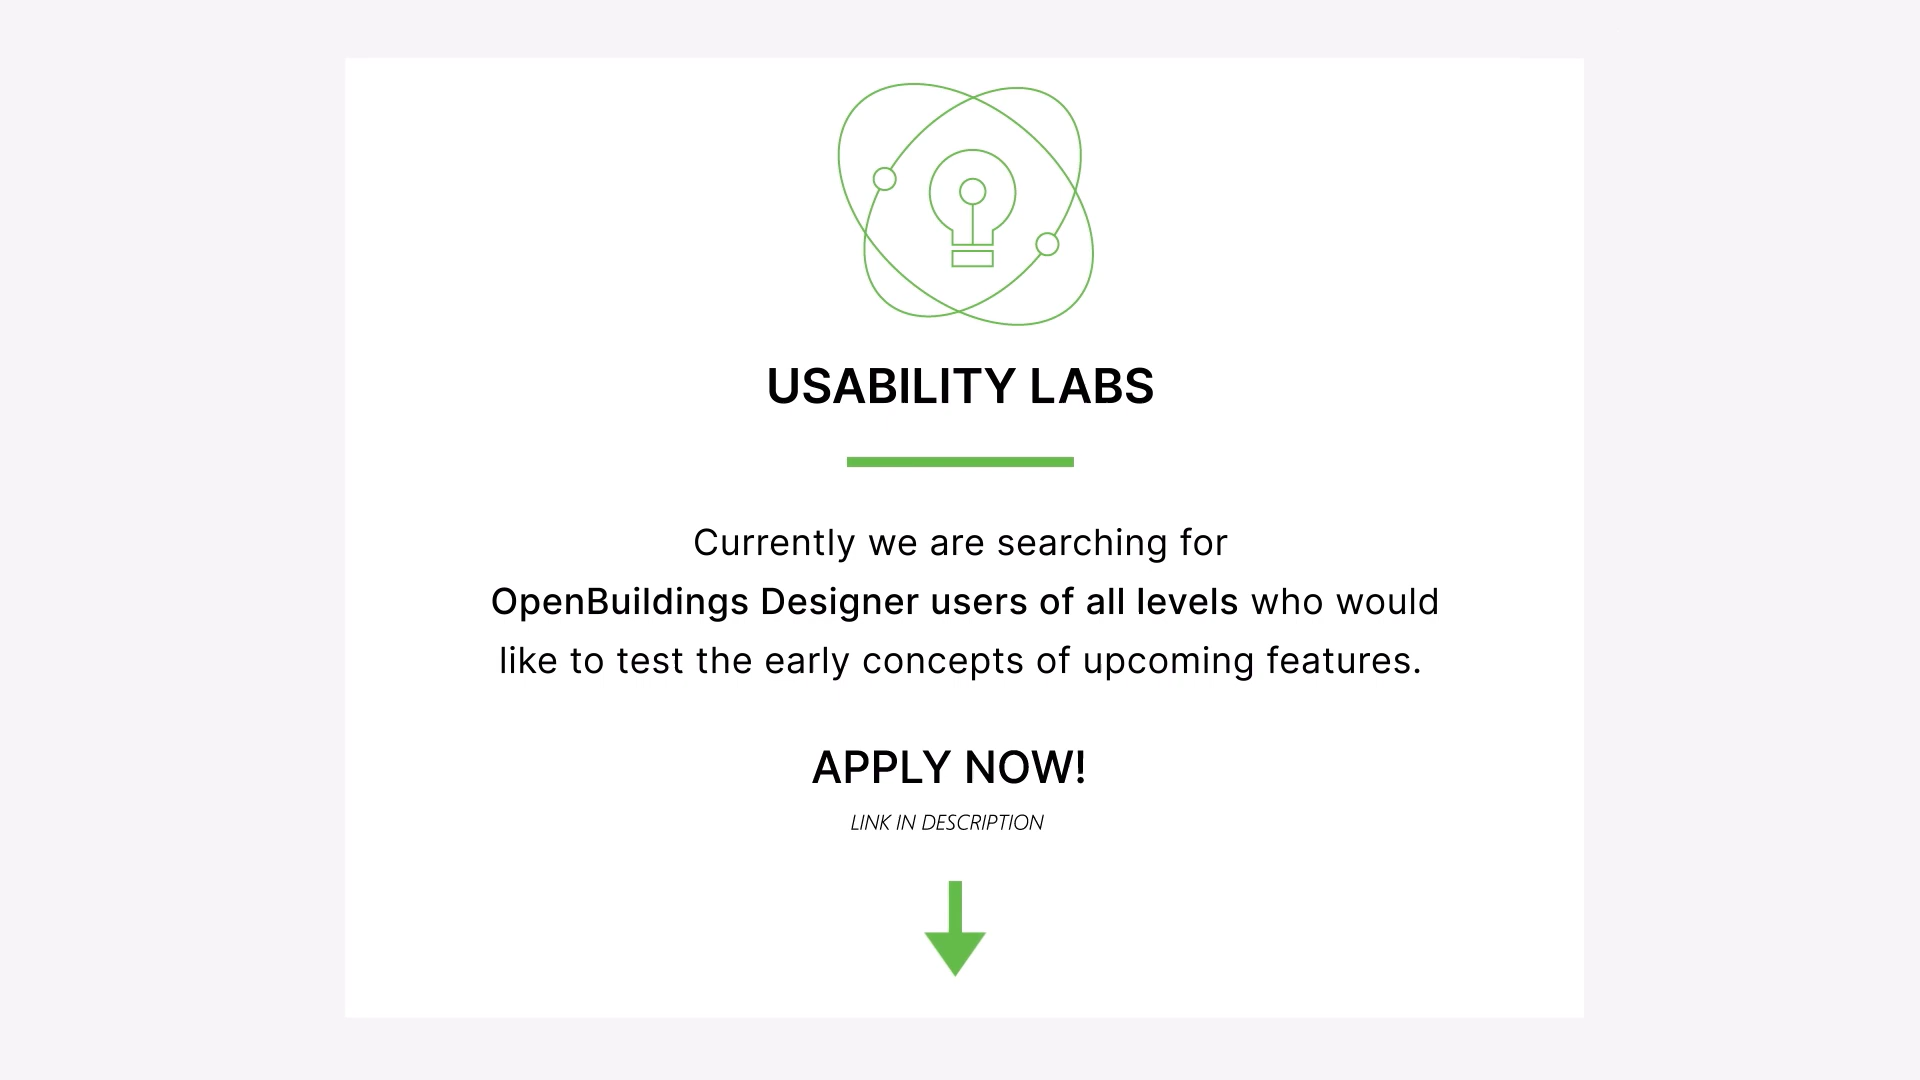 USABILITY LABS
Currently we are searching for
OpenBuildings Designer users of all levels who would
like to test the early concepts of upcoming features.
APPLY NOW!
LINK IN DESCRIPTION